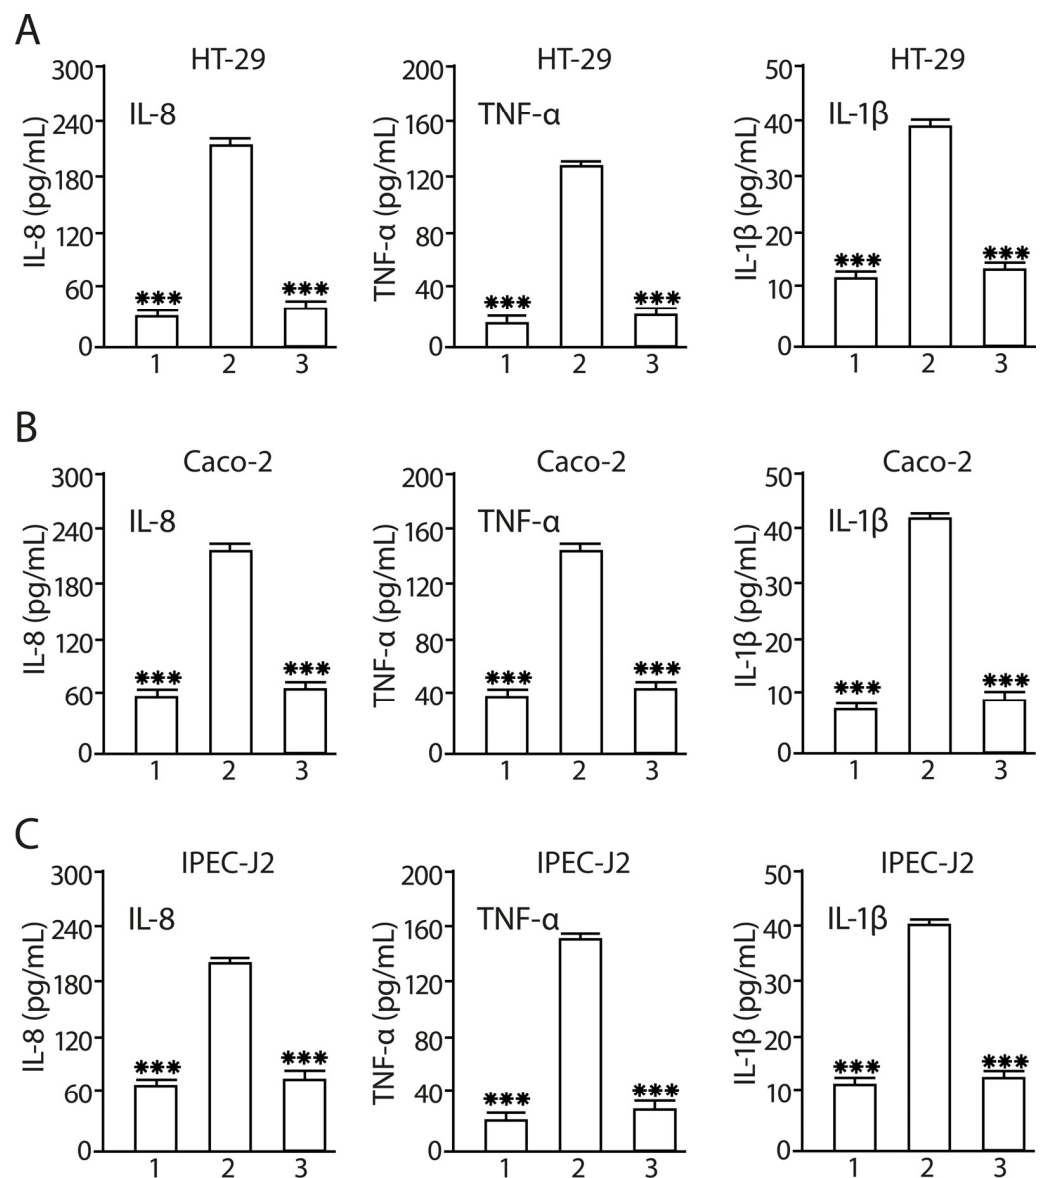 A
HT-29
HT-29
HT-29
IL-8 (pg/mL)
300
240
180
120
60
0
IL-8
***
***
1 2 3
TNF-α (pg/mL)
200
160
120
80
40
0
TNF-α
***
***
1 2 3
IL-1β (pg/mL)
50
40
30
20
10
0
IL-1β
***
***
1 2 3
B
Caco-2
Caco-2
Caco-2
IL-8 (pg/mL)
300
240
180
120
60
0
IL-8
***
***
1 2 3
TNF-α (pg/mL)
200
160
120
80
40
0
TNF-α
***
***
1 2 3
IL-1β (pg/mL)
50
40
30
20
10
0
IL-1β
***
***
1 2 3
C
IPEC-J2
IPEC-J2
IPEC-J2
IL-8 (pg/mL)
300
240
180
120
60
0
IL-8
***
***
1 2 3
TNF-α (pg/mL)
200
160
120
80
40
0
TNF-α
***
***
1 2 3
IL-1β (pg/mL)
50
40
30
20
10
0
IL-1β
***
***
1 2 3